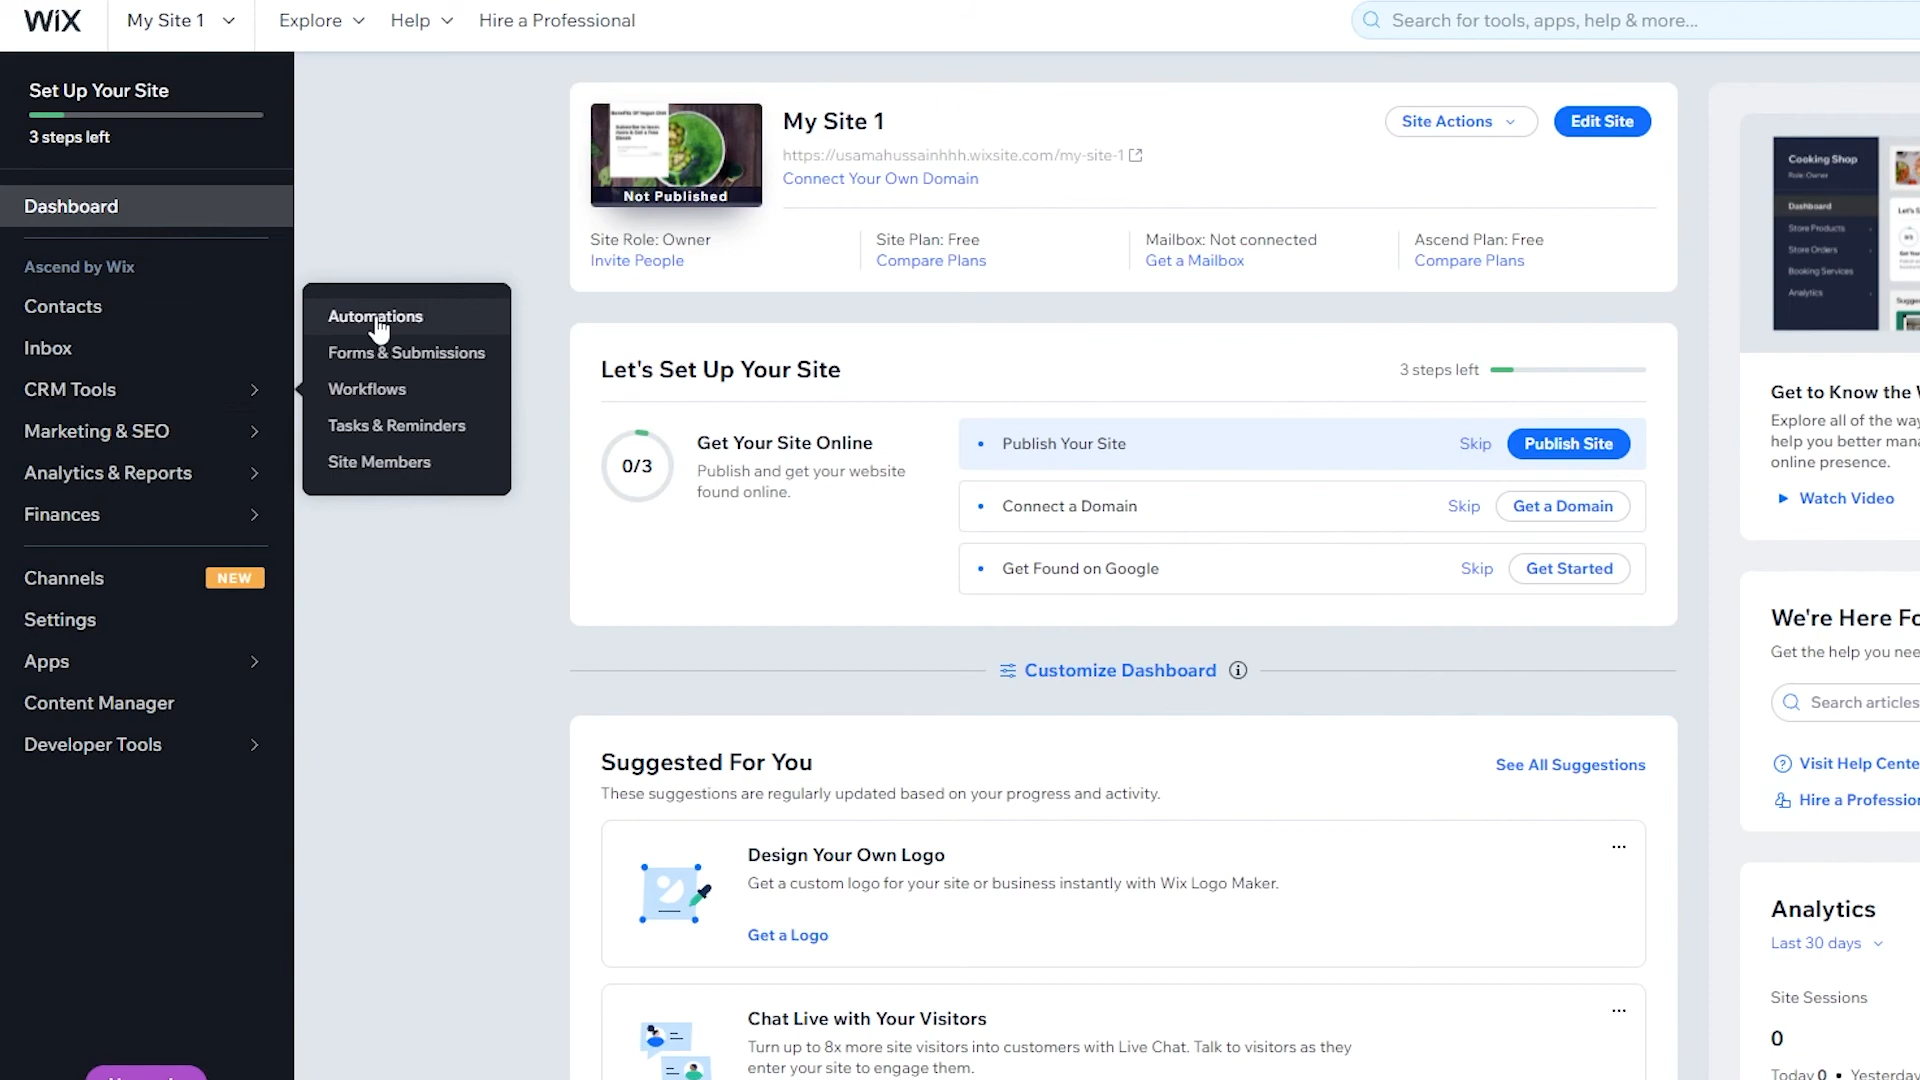 WiX
My Site 1
Explore
Help
Hire a Professional
Search for tools, apps, help & more...
Set Up Your Site
3 steps left
Dashboard
Ascend by Wix
Contacts
Inbox
CRM Tools
Marketing & SEO
Analytics & Reports
Finances
Channels
NEW
Settings
Apps
Content Manager
Developer Tools
Automations
Forms & Submissions
Workflows
Tasks & Reminders
Site Members
Not Published
My Site 1
https://usamahussainhhh.wixsite.com/my-site-1
Connect Your Own Domain
Site Actions
Edit Site
Site Role: Owner
Invite People
Site Plan: Free
Compare Plans
Mailbox: Not connected
Get a Mailbox
Ascend Plan: Free
Compare Plans
Let's Set Up Your Site
3 steps left
0/3
Get Your Site Online
Publish and get your website
found online.
Publish Your Site
Skip
Publish Site
Connect a Domain
Skip
Get a Domain
Get Found on Google
Skip
Get Started
Customize Dashboard
Suggested For You
These suggestions are regularly updated based on your progress and activity.
See All Suggestions
Design Your Own Logo
Get a custom logo for your site or business instantly with Wix Logo Maker.
Get a Logo
Chat Live with Your Visitors
Turn up to 8x more site visitors into customers with Live Chat. Talk to visitors as they
enter your site to engage them.
Cooking Shop
Role: Owner
Dashboard
Store Products
Store Orders
Booking Services
Analytics
Get to Know the
Explore all of the way
help you better mana
online presence.
Watch Video
We're Here Fo
Get the help you nee
Search articles
Visit Help Cente
Hire a Profession
Analytics
Last 30 days
Site Sessions
0
Today 0 • Yesterday